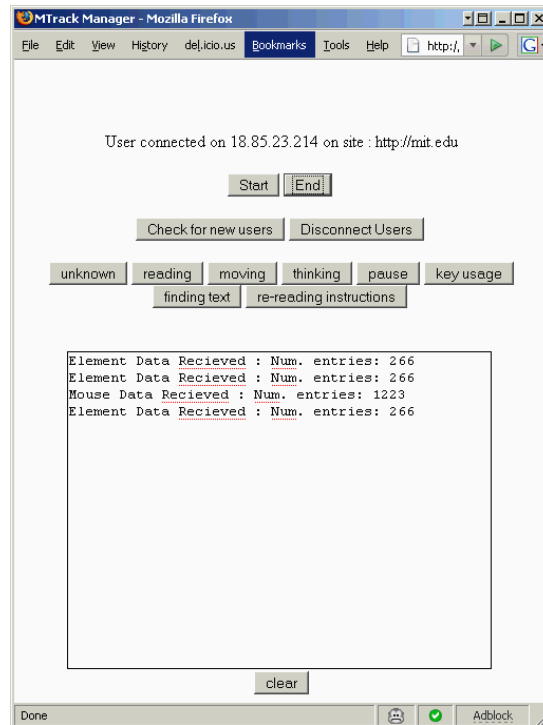 MTrack Manager - Mozilla Firefox
File Edit View History del.icio.us Bookmarks Tools Help http:/, G
User connected on 18.85.23.214 on site : http://mit.edu
Start End
Check for new users Disconnect Users
unknown reading moving thinking pause key usage
finding text re-reading instructions
Element Data Recieved : Num. entries: 266
Element Data Recieved : Num. entries: 266
Mouse Data Recieved : Num. entries: 1223
Element Data Recieved : Num. entries: 266
clear
Done Adblock